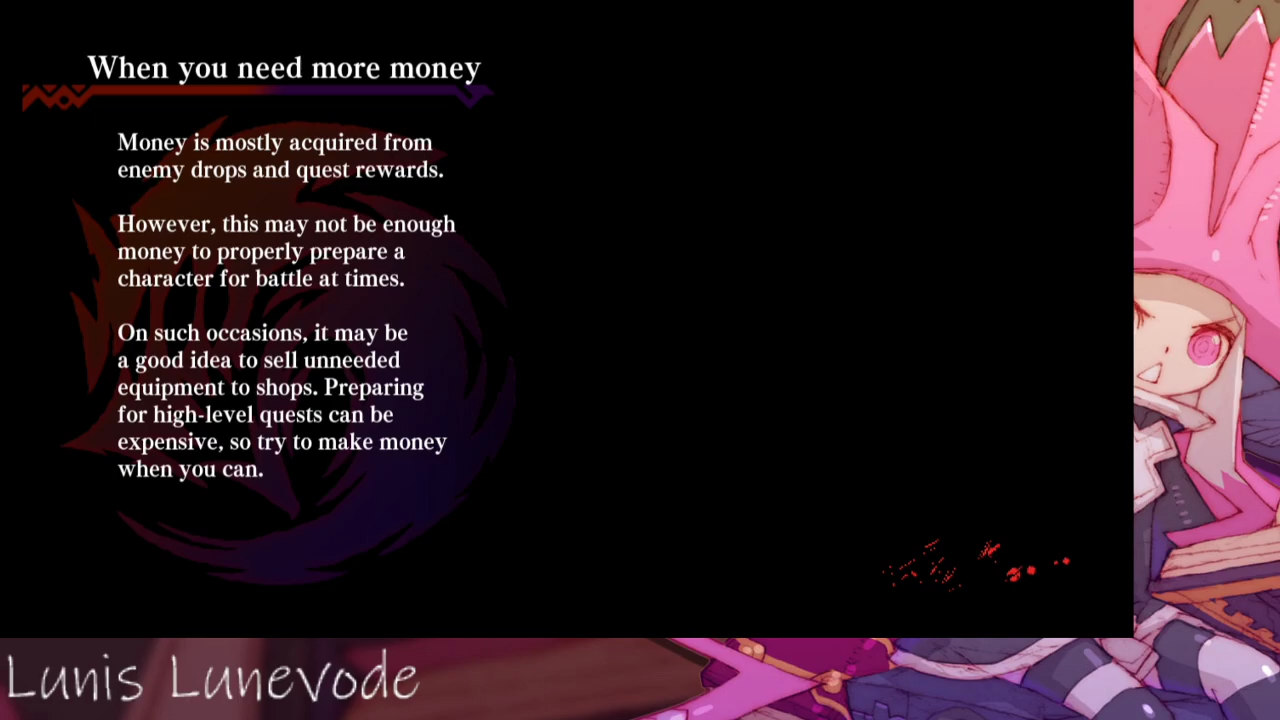 When you need more money
Money is mostly acquired from
enemy drops and quest rewards.
However, this may not be enough
money to properly prepare a
character for battle at times.
On such occasions, it may be
a good idea to sell unneeded
equipment to shops. Preparing
for high-level quests can be
expensive, so try to make money
when you can.
Lunis Lunevode